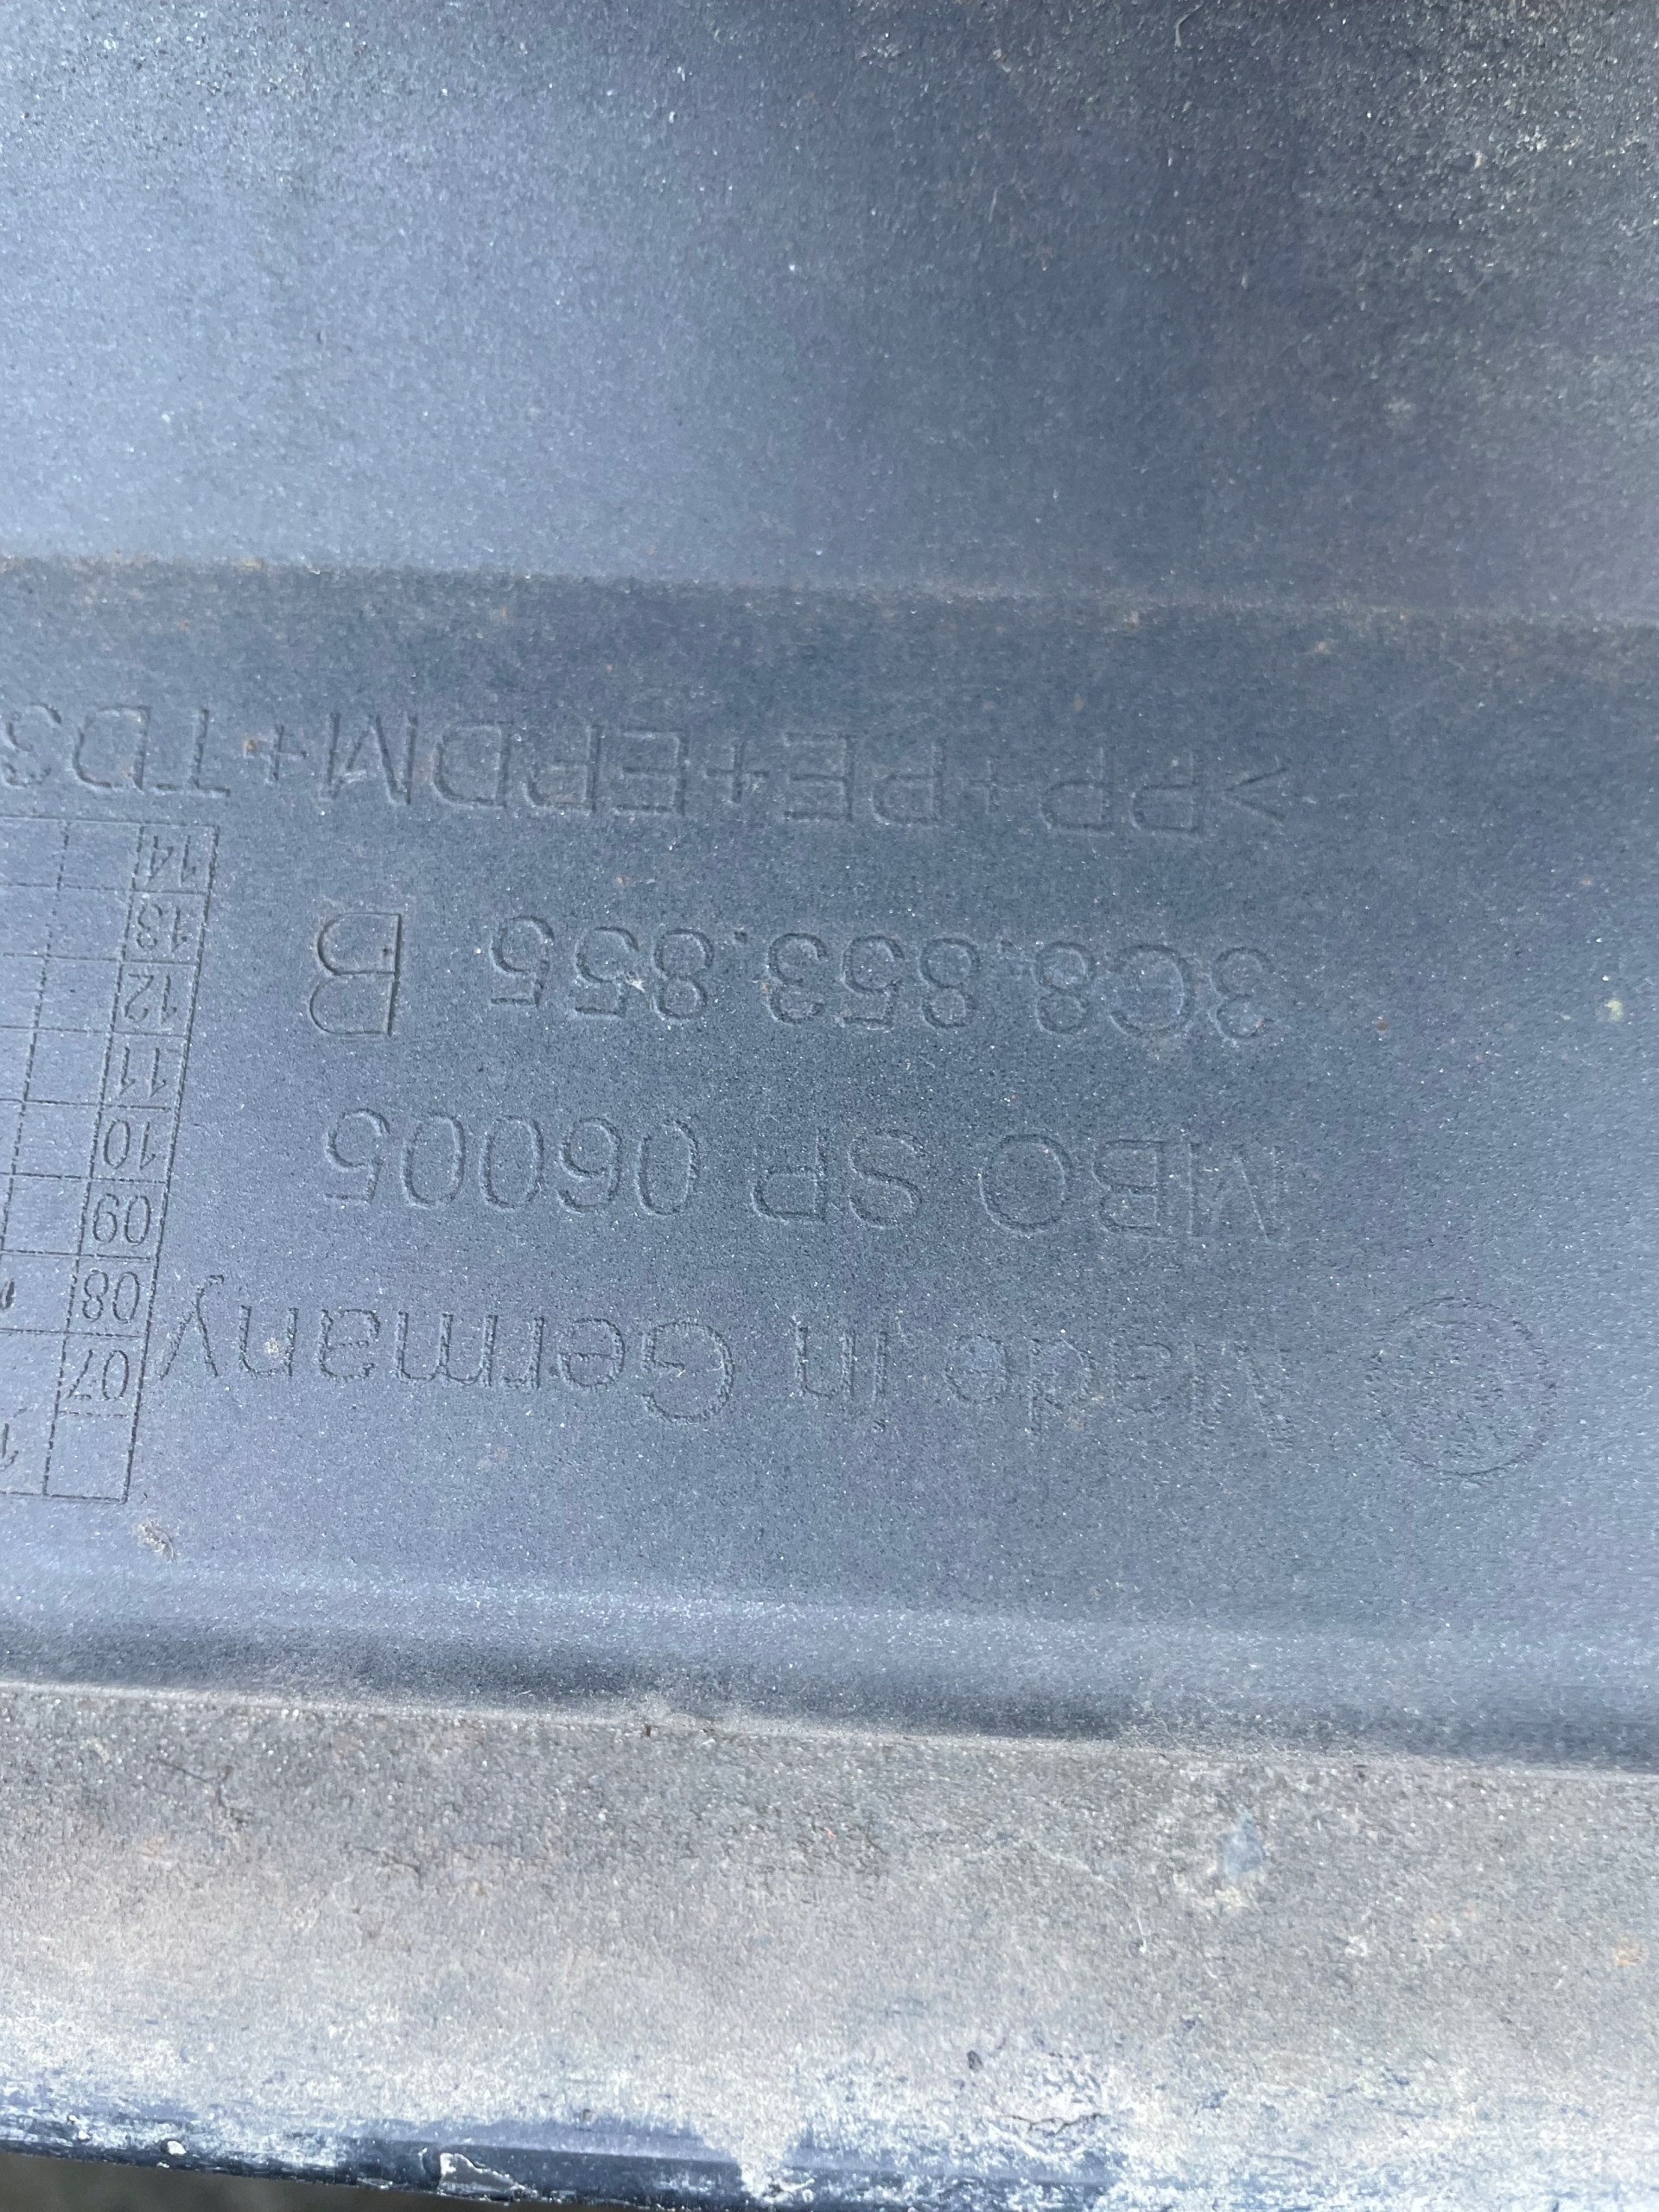 Made in Germany
MBO SP 06005
3C8.853.855 B
>PP+PE+EPDM+TD3
1
07
08
09
10
11
12
13
14